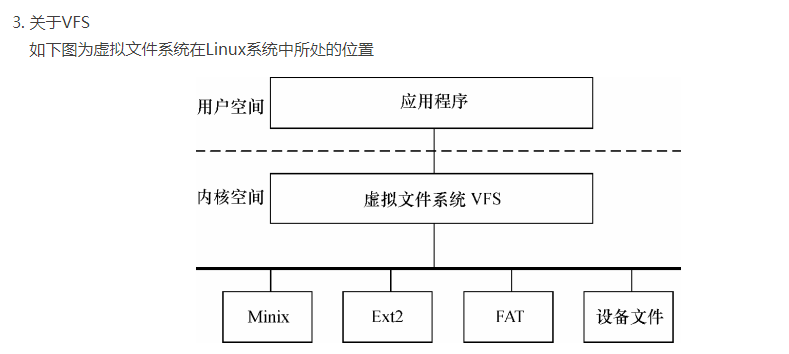 3. 关于VFS
如下图为虚拟文件系统在Linux系统中所处的位置
用户空间
应用程序
内核空间
虚拟文件系统 VFS
Minix
Ext2
FAT
设备文件